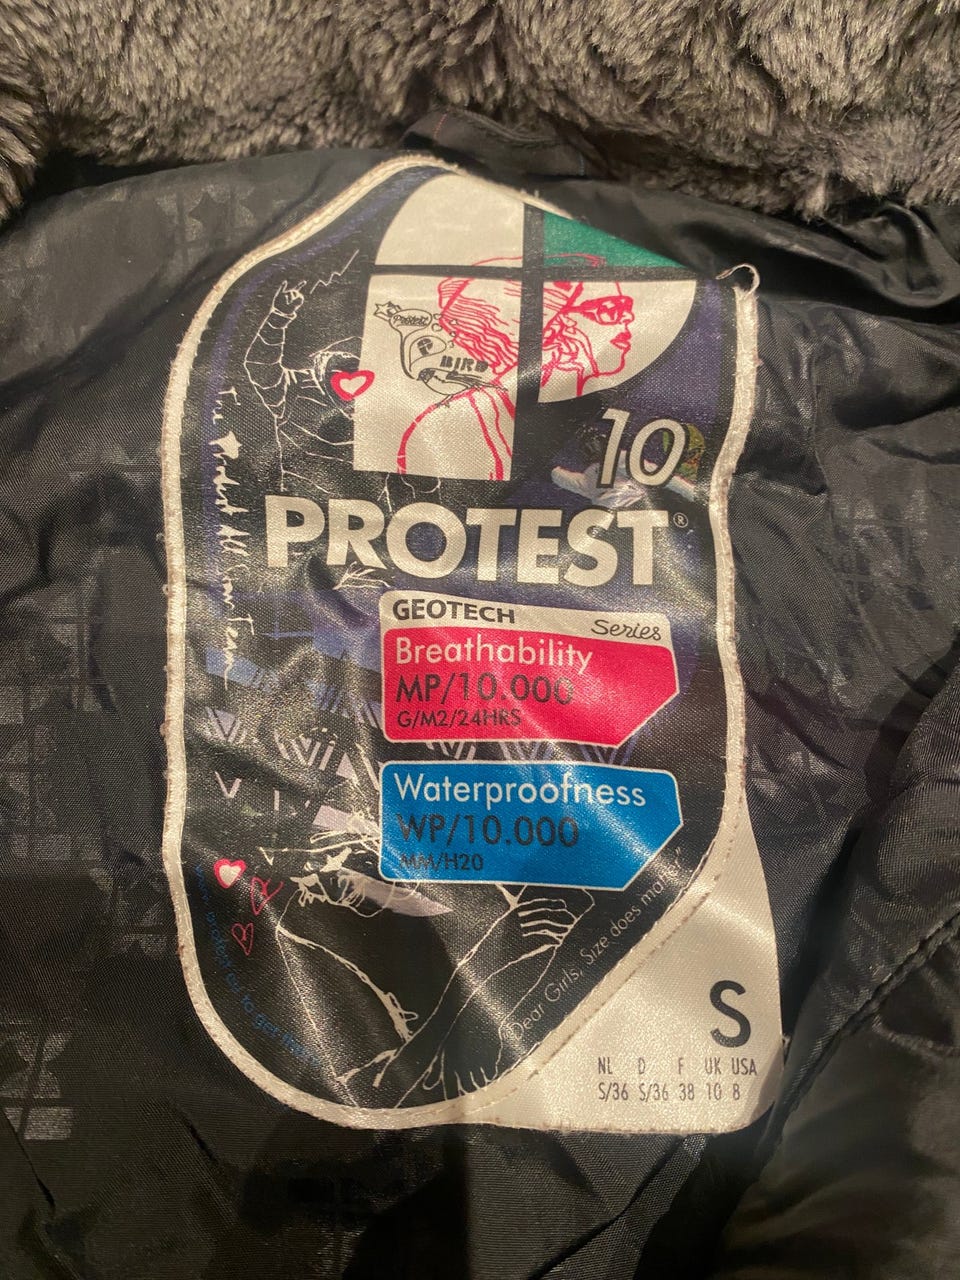 Protest
BIRD
10
PROTEST®
GEOTECH
Series
Breathability
MP/10.000
G/M2/24HRS
Waterproofness
WP/10.000
MM/H20
Dear Girls, Size does matter"
S
NL D F UK USA
S/36 S/36 38 10 8